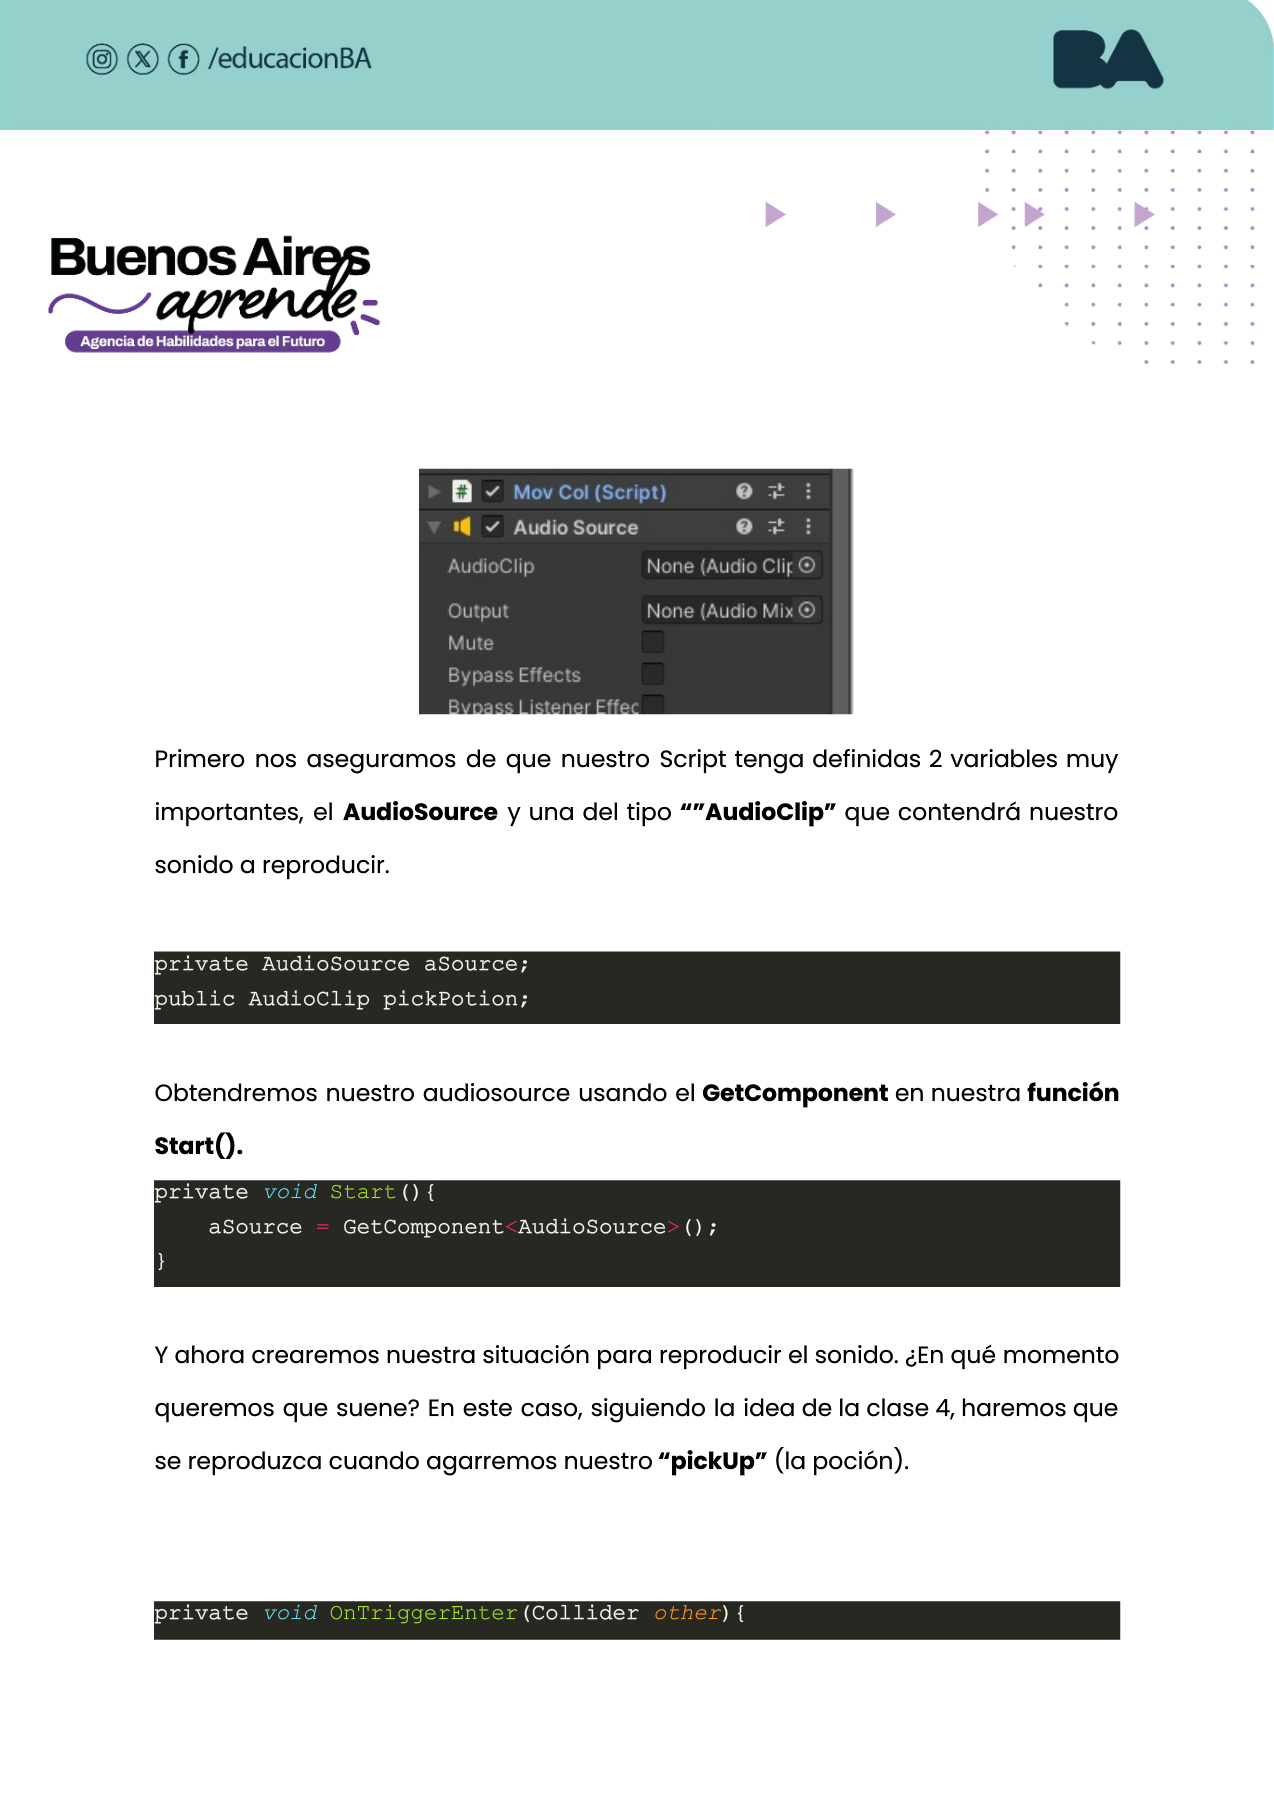 /educacionBA
BA
Buenos Aires
aprende
Agencia de Habilidades para el Futuro
Mov Col (Script)
Audio Source
AudioClip None (Audio Clip
Output None (Audio Mix
Mute
Bypass Effects
Bypass Listener Effec
Primero nos aseguramos de que nuestro Script tenga definidas 2 variables muy
importantes, el AudioSource y una del tipo “”AudioClip” que contendrá nuestro
sonido a reproducir.
private AudioSource aSource;
public AudioClip pickPotion;
Obtendremos nuestro audiosource usando el GetComponent en nuestra función
Start().
private void Start(){
    aSource = GetComponent<AudioSource>();
}
Y ahora crearemos nuestra situación para reproducir el sonido. ¿En qué momento
queremos que suene? En este caso, siguiendo la idea de la clase 4, haremos que
se reproduzca cuando agarremos nuestro “pickUp” (la poción).
private void OnTriggerEnter(Collider other){